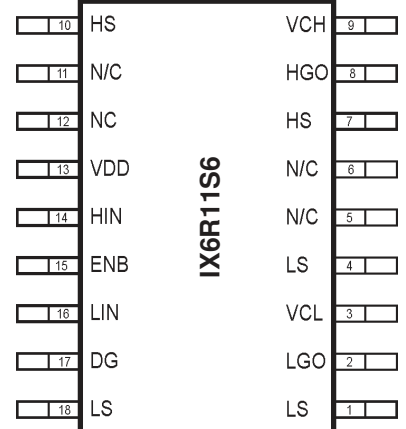 10 HS VCH 9
11 N/C HGO 8
12 NC HS 7
13 VDD N/C 6
14 HIN N/C 5
15 ENB LS 4
16 LIN VCL 3
17 DG LGO 2
18 LS LS 1
IX6R11S6